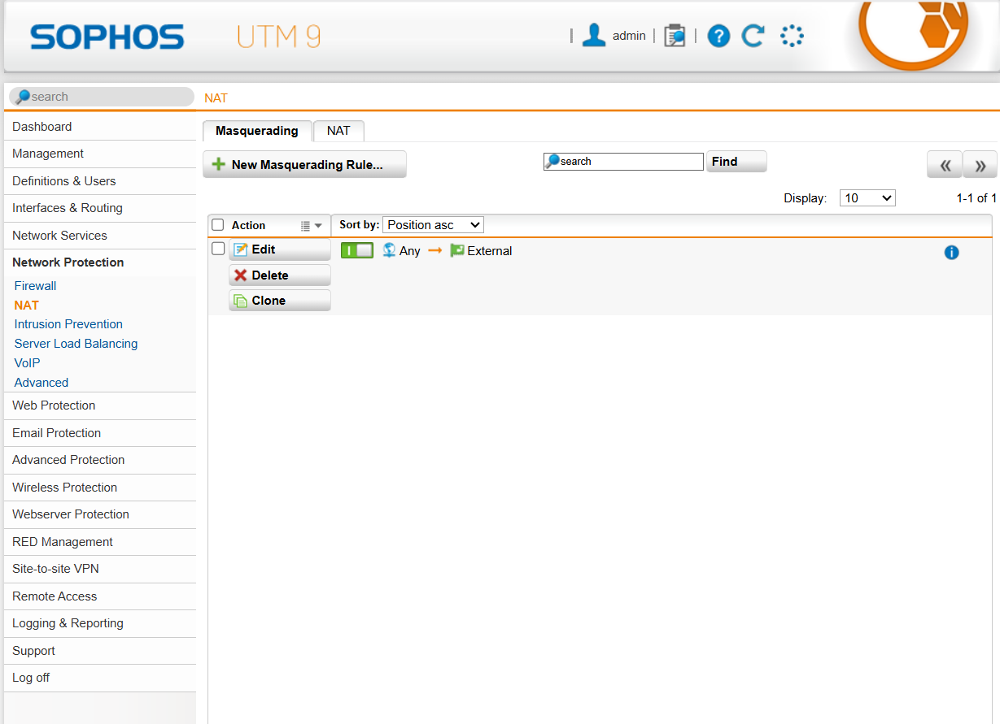 SOPHOS UTM 9 | admin | |
search NAT
Dashboard
Management
Definitions & Users
Interfaces & Routing
Network Services
Network Protection
Firewall
NAT
Intrusion Prevention
Server Load Balancing
VoIP
Advanced
Web Protection
Email Protection
Advanced Protection
Wireless Protection
Webserver Protection
RED Management
Site-to-site VPN
Remote Access
Logging & Reporting
Support
Log off
Masquerading NAT
New Masquerading Rule... search Find « »
Display: 10 1-1 of 1
Action Sort by: Position asc
Edit Any → External
Delete
Clone